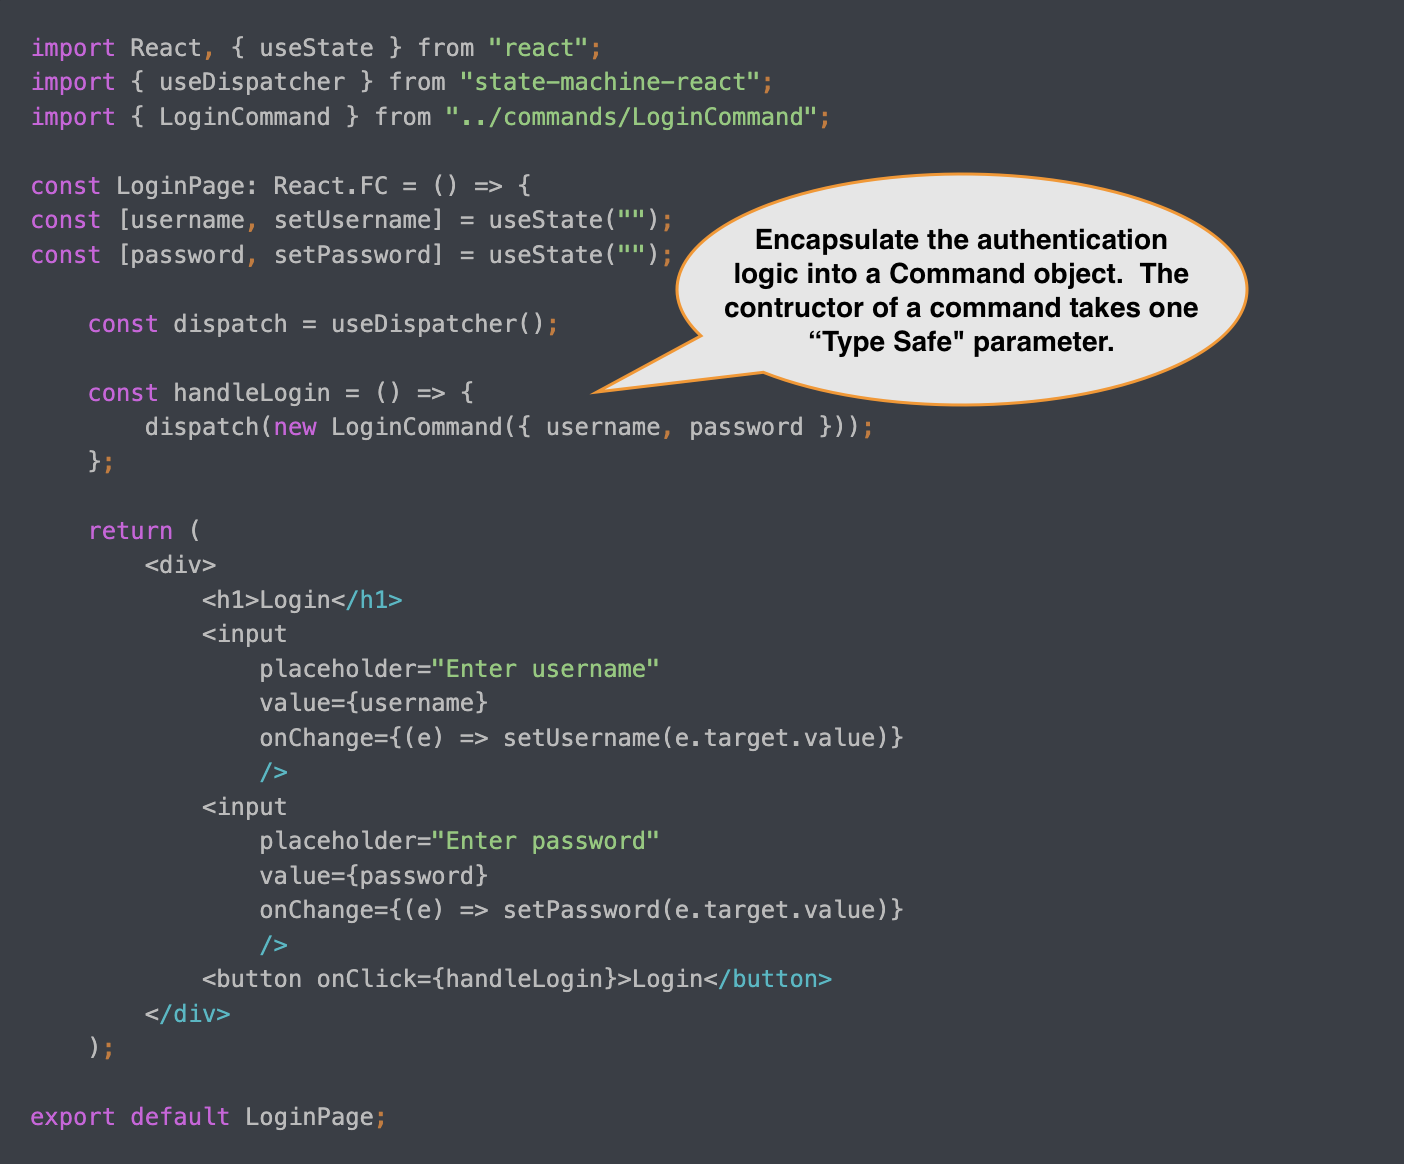 import React, { useState } from "react";
import { useDispatcher } from "state-machine-react";
import { LoginCommand } from "../commands/LoginCommand";
const LoginPage: React.FC = () => {
const [username, setUsername] = useState("");
const [password, setPassword] = useState("");
Encapsulate the authentication
logic into a Command object.  The
contructor of a command takes one
“Type Safe" parameter.
const dispatch = useDispatcher();
const handleLogin = () => {
dispatch(new LoginCommand({ username, password }));
};
return (
<div>
<h1>Login</h1>
<input
placeholder="Enter username"
value={username}
onChange={(e) => setUsername(e.target.value)}
/>
<input
placeholder="Enter password"
value={password}
onChange={(e) => setPassword(e.target.value)}
/>
<button onClick={handleLogin}>Login</button>
</div>
);
export default LoginPage;